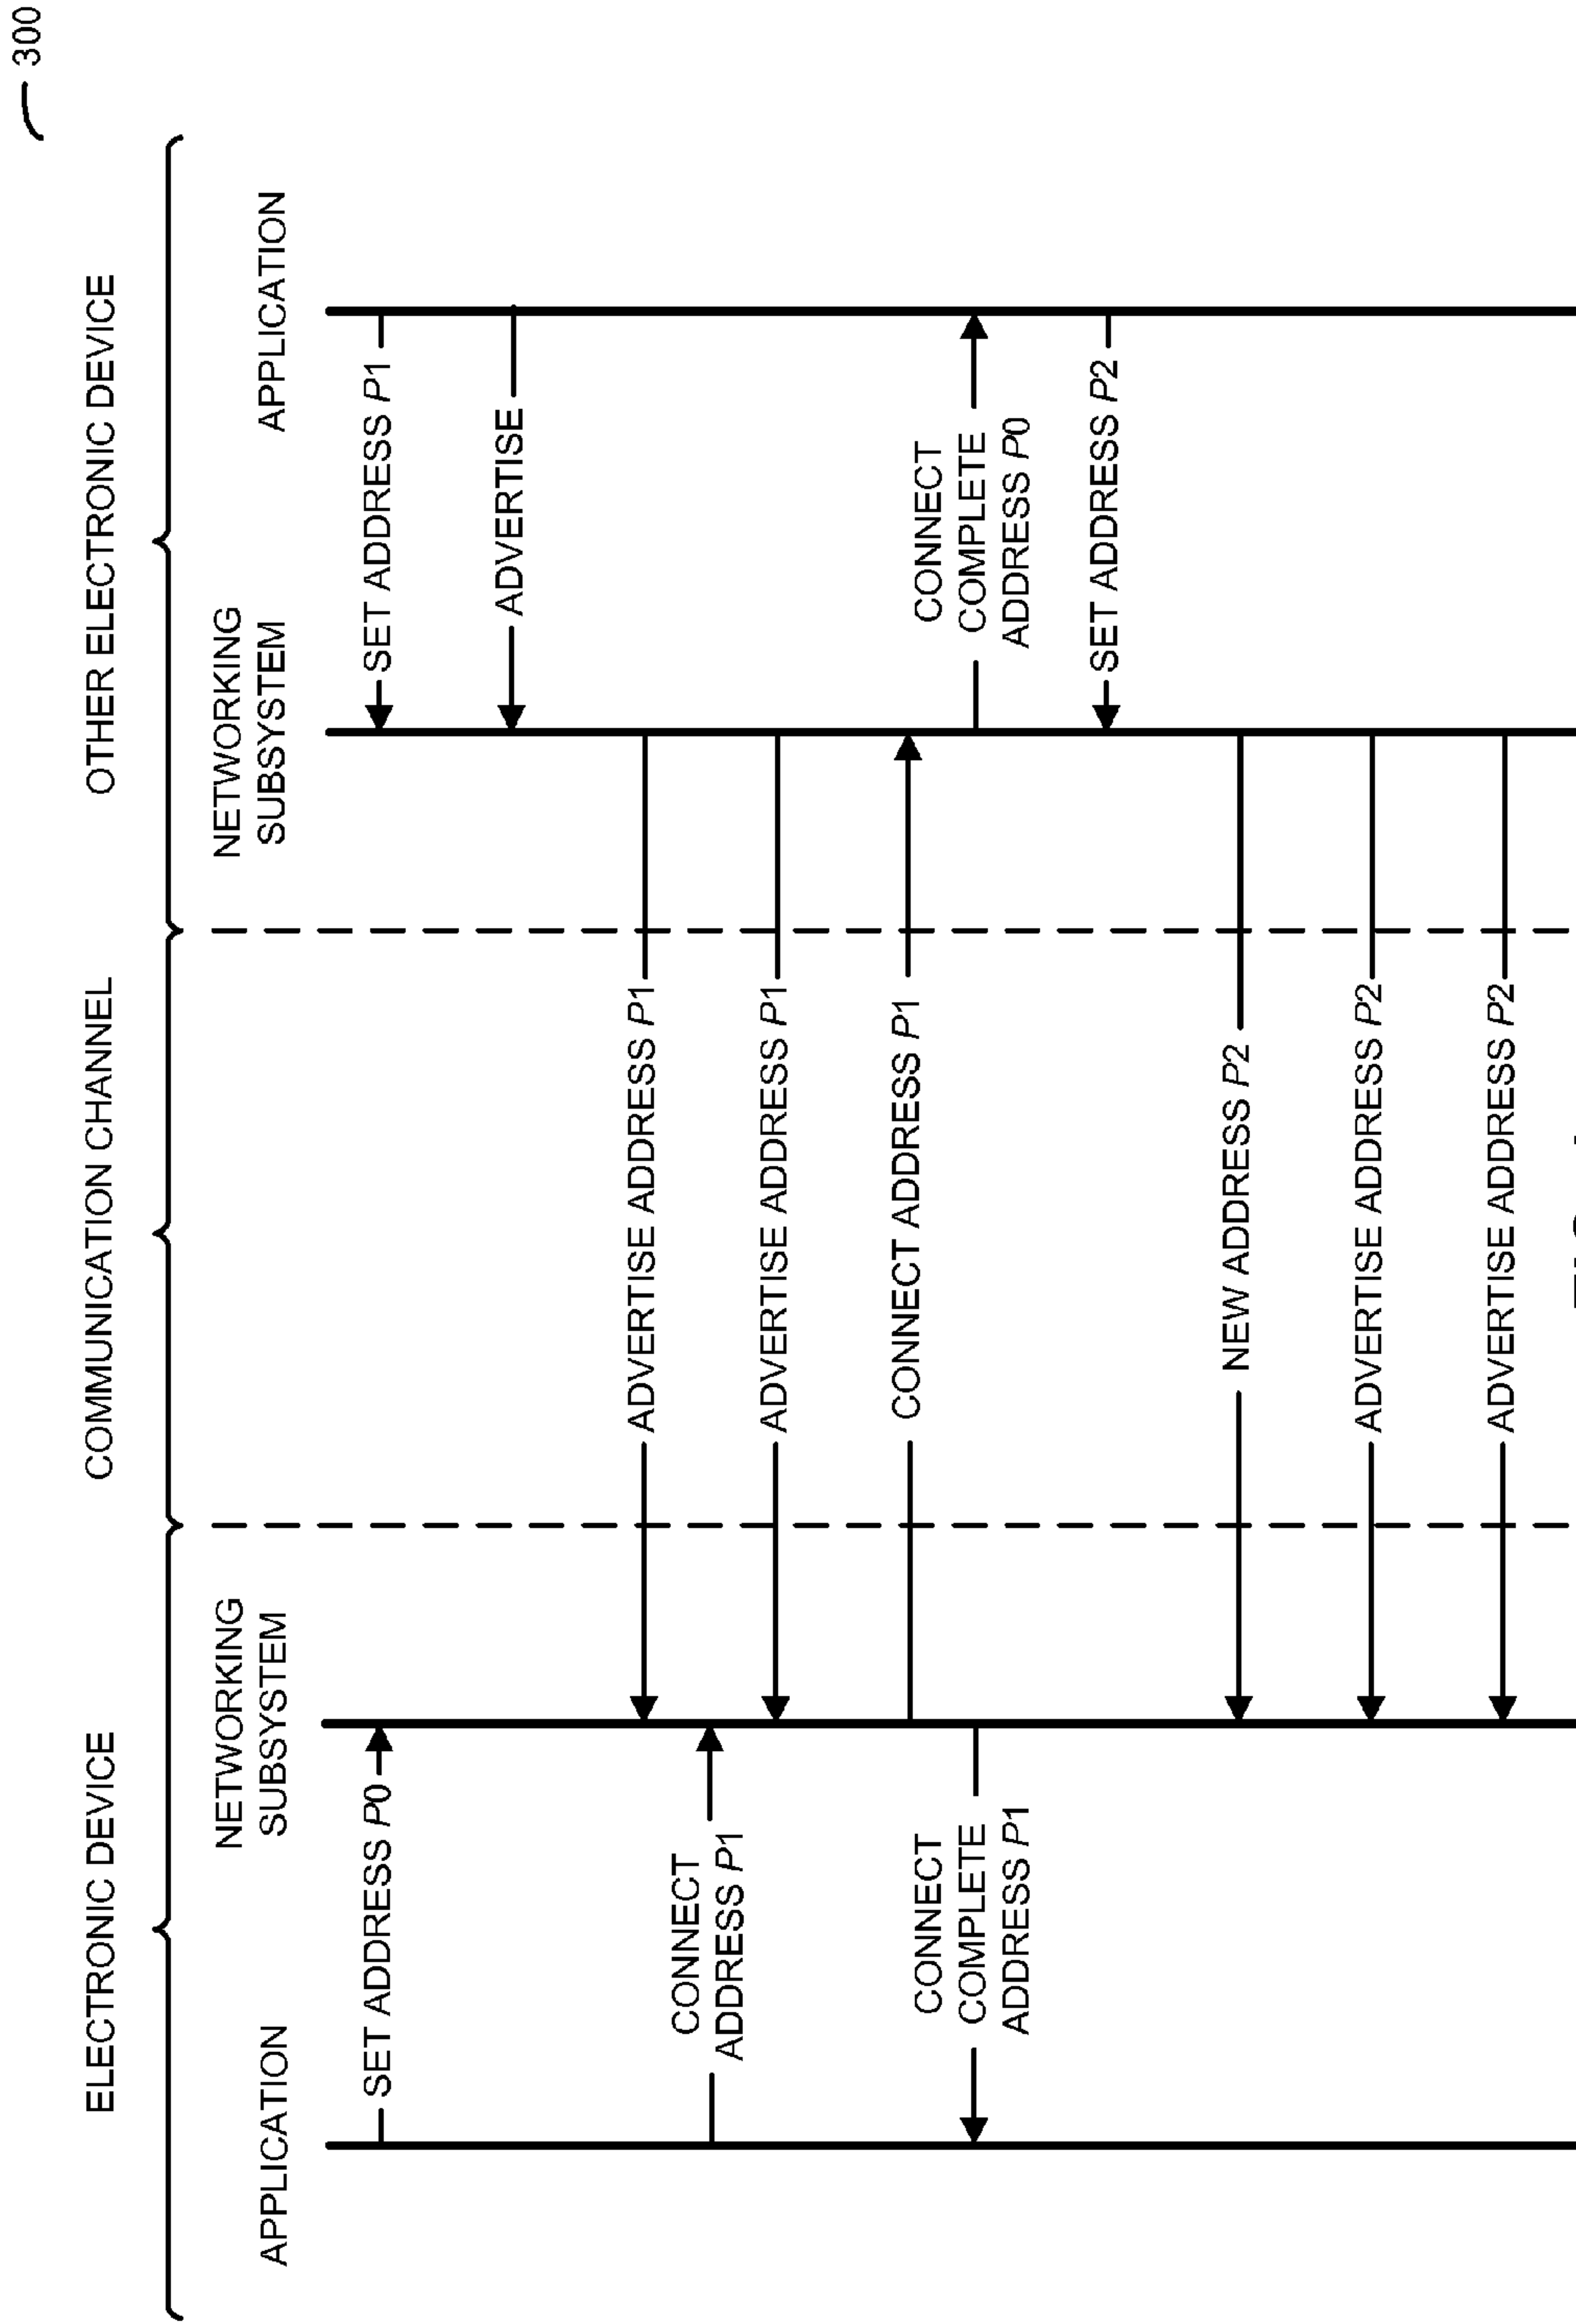 300
ELECTRONIC DEVICE
COMMUNICATION CHANNEL
OTHER ELECTRONIC DEVICE
APPLICATION
NETWORKING
SUBSYSTEM
NETWORKING
SUBSYSTEM
APPLICATION
SET ADDRESS P0
SET ADDRESS P1
ADVERTISE
ADVERTISE ADDRESS P1
CONNECT
ADDRESS P1
ADVERTISE ADDRESS P1
CONNECT ADDRESS P1
CONNECT
COMPLETE
ADDRESS P1
CONNECT
COMPLETE
ADDRESS P0
SET ADDRESS P2
NEW ADDRESS P2
ADVERTISE ADDRESS P2
ADVERTISE ADDRESS P2